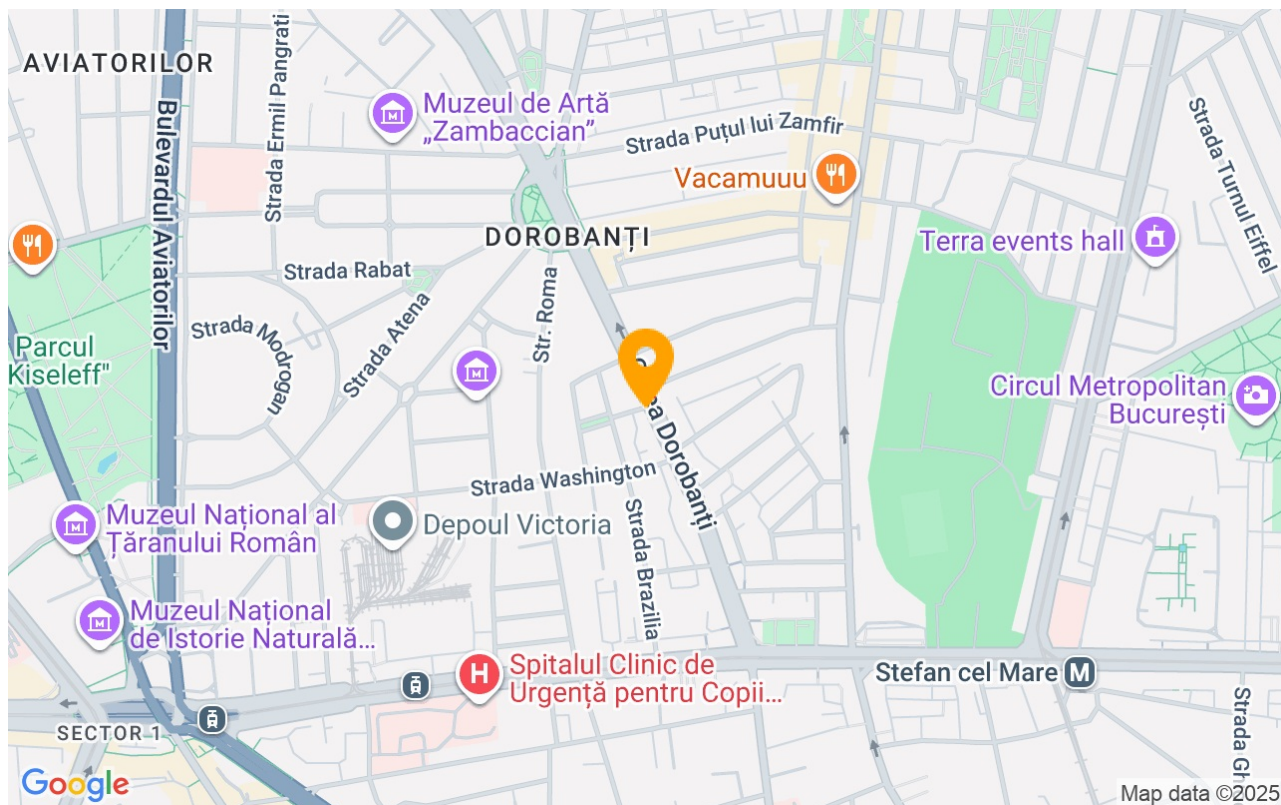 AVIATORILOR
Strada Ermil Pangrati
Bulevardul Aviatorilor
Muzeul de Artă
„Zambaccian”
Strada Puțul lui Zamfir
Vacamuuu
Strada Turnul Eiffel
DOROBANȚI
Terra events hall
Strada Rabat
Strada Atena
Str. Roma
Strada Modrogan
Parcul
Kiseleff"
Circul Metropolitan
București
Dorobanți
Strada Washington
Strada Brazilia
Depoul Victoria
Muzeul Național al
Țăranului Român
Muzeul Național
de Istorie Naturală...
Spitalul Clinic de
Urgență pentru Copii...
H
Stefan cel Mare M
SECTOR 1
Google
Map data ©2025